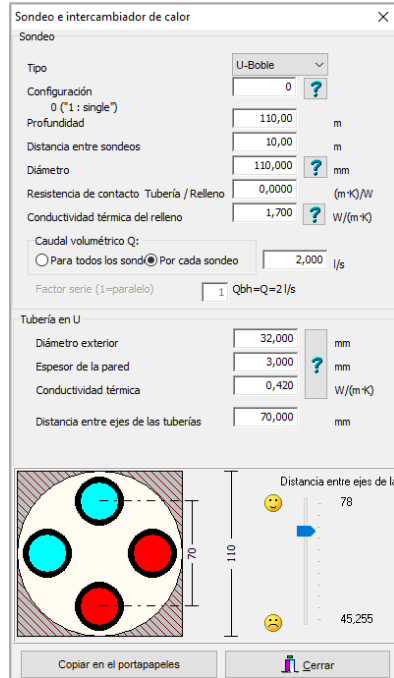 Sondeo e intercambiador de calor
Sondeo
Tipo U-Boble
Configuración 0 ?
0 ("1 : single")
Profundidad 110,00 m
Distancia entre sondeos 10,00 m
Diámetro 110,000 ? mm
Resistencia de contacto Tubería / Relleno 0,0000 (m·K)/W
Conductividad térmica del relleno 1,700 ? W/(m·K)
Caudal volumétrico Q:
Para todos los sond Por cada sondeo 2,000 l/s
Factor serie (1=paralelo) 1 Qbh=Q=2 l/s
Tubería en U
Diámetro exterior 32,000 mm
Espesor de la pared 3,000 ? mm
Conductividad térmica 0,420 W/(m·K)
Distancia entre ejes de las tuberías 70,000 mm
Distancia entre ejes de la
78
70
110
45,255
Copiar en el portapapeles Cerrar